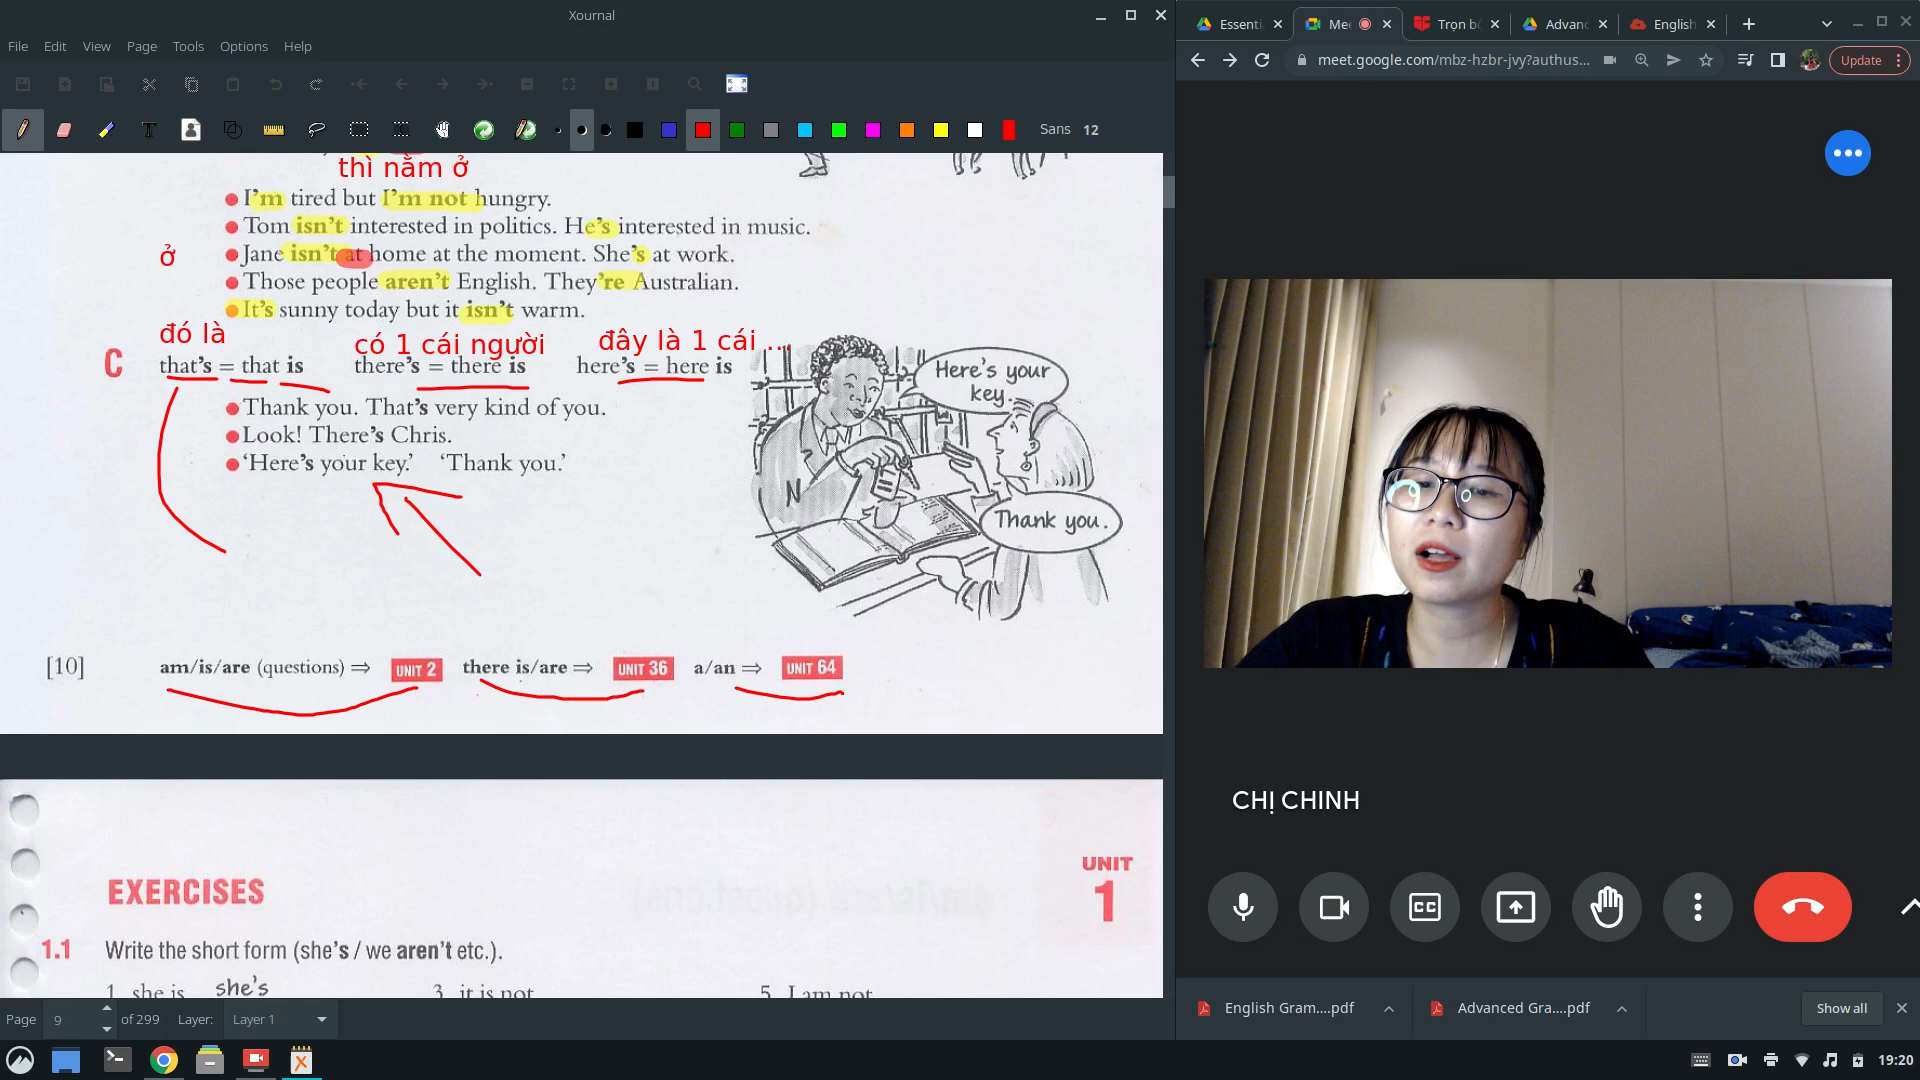 Xournal
File Edit View Page Tools Options Help
Sans 12
thì nằm ở
I'm tired but I'm not hungry.
Tom isn't interested in politics. He's interested in music.
ở
Jane isn't at home at the moment. She's at work.
Those people aren't English. They're Australian.
It's sunny today but it isn't warm.
đó là
có 1 cái người
đây là 1 cái ...
C
that's = that is there's = there is here's = here is
Thank you. That's very kind of you.
Look! There's Chris.
'Here's your key.' 'Thank you.'
Here's your
key.
Thank you.
[10] am/is/are (questions) ⇒ UNIT 2 there is/are ⇒ UNIT 36 a/an ⇒ UNIT 64
UNIT
1
EXERCISES
1.1 Write the short form (she's / we aren't etc.).
1 she is she's 3 it is not 5 I am not
Page 9 of 299 Layer: Layer 1
Essenti Mee Trọn b Advan English
meet.google.com/mbz-hzbr-jvy?authus...
Update
CHỊ CHINH
CC
English Gram....pdf
Advanced Gra....pdf
Show all
19:20